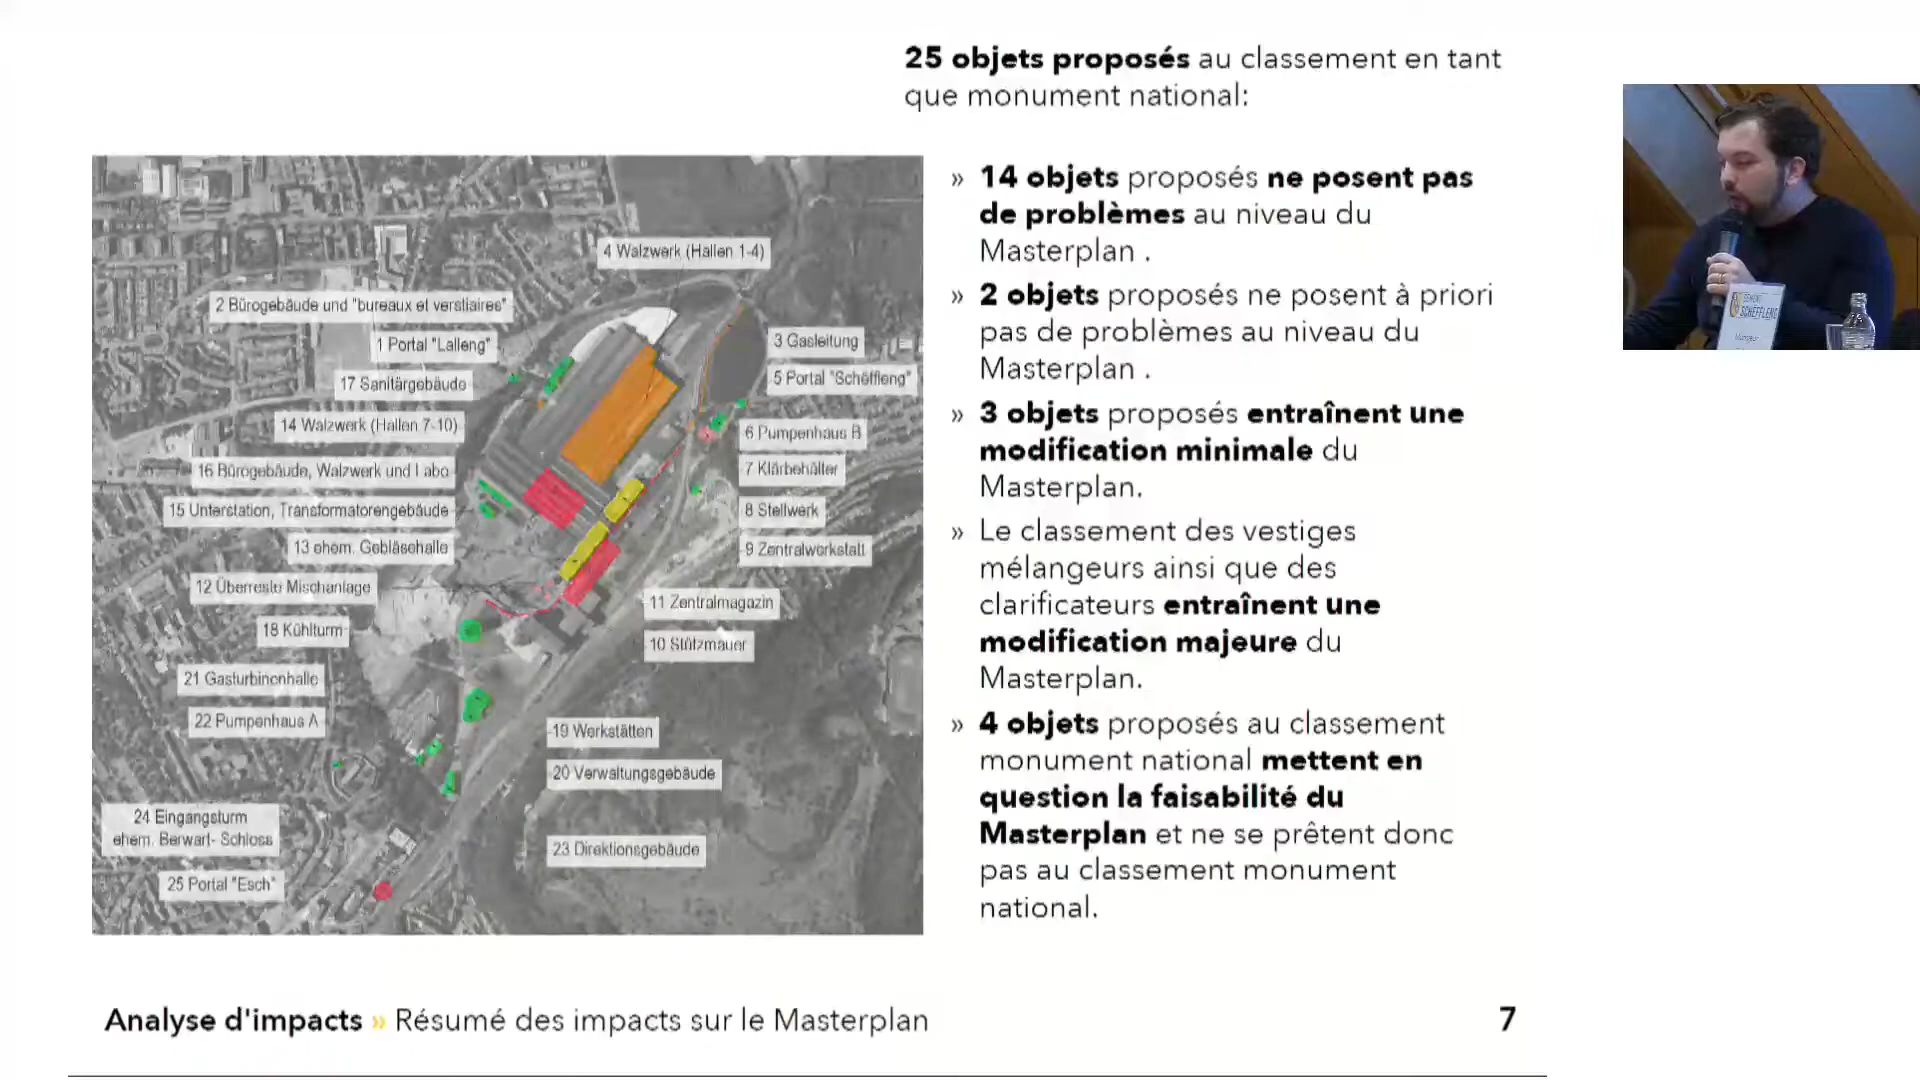 25 objets proposés au classement en tant
que monument national:
» 14 objets proposés ne posent pas
de problèmes au niveau du
Masterplan .
» 2 objets proposés ne posent à priori
pas de problèmes au niveau du
Masterplan .
» 3 objets proposés entraînent une
modification minimale du
Masterplan.
» Le classement des vestiges
mélangeurs ainsi que des
clarificateurs entraînent une
modification majeure du
Masterplan.
» 4 objets proposés au classement
monument national mettent en
question la faisabilité du
Masterplan et ne se prêtent donc
pas au classement monument
national.
4 Walzwerk (Hallen 1-4)
2 Bürogebäude und "bureaux et verstiaires"
1 Portal "Lalleng"
17 Sanitärgebäude
14 Walzwerk (Hallen 7-10)
16 Bürogebäude, Walzwerk und Labo
15 Unterstation, Transformatorengebäude
13 ehem. Gebläsehalle
12 Überreste Mischanlage
18 Kühlturm
21 Gasturbinenhalle
22 Pumpenhaus A
24 Eingangsturm
ehem. Berwart- Schloss
25 Portal "Esch"
3 Gasleitung
5 Portal "Scheffleng"
6 Pumpenhaus B
7 Klärbehälter
8 Stellwerk
9 Zentralwerkstatt
11 Zentralmagazin
10 Stützmauer
19 Werkstätten
20 Verwaltungsgebäude
23 Direktionsgebäude
SCHEFFLENG
Analyse d'impacts » Résumé des impacts sur le Masterplan
7